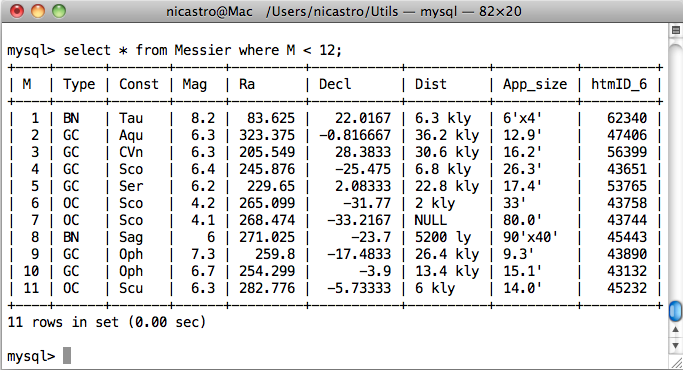 nicastro@Mac /Users/nicastro/Utils — mysql — 82×20
mysql> select * from Messier where M < 12;
+----+------+-------+------+---------+-----------+----------+----------+---------+
| M | Type | Const | Mag | Ra | Decl | Dist | App_size | htmID_6 |
+----+------+-------+------+---------+-----------+----------+----------+---------+
| 1 | BN | Tau | 8.2 | 83.625 | 22.0167 | 6.3 kly | 6'x4' | 62340 |
| 2 | GC | Aqu | 6.3 | 323.375 | -0.816667 | 36.2 kly | 12.9' | 47406 |
| 3 | GC | CVn | 6.3 | 205.549 | 28.3833 | 30.6 kly | 16.2' | 56399 |
| 4 | GC | Sco | 6.4 | 245.876 | -25.475 | 6.8 kly | 26.3' | 43651 |
| 5 | GC | Ser | 6.2 | 229.65 | 2.08333 | 22.8 kly | 17.4' | 53765 |
| 6 | OC | Sco | 4.2 | 265.099 | -31.77 | 2 kly | 33' | 43758 |
| 7 | OC | Sco | 4.1 | 268.474 | -33.2167 | NULL | 80.0' | 43744 |
| 8 | BN | Sag | 6 | 271.025 | -23.7 | 5200 ly | 90'x40' | 45443 |
| 9 | GC | Oph | 7.3 | 259.8 | -17.4833 | 26.4 kly | 9.3' | 43890 |
| 10 | GC | Oph | 6.7 | 254.299 | -3.9 | 13.4 kly | 15.1' | 43132 |
| 11 | OC | Scu | 6.3 | 282.776 | -5.73333 | 6 kly | 14.0' | 45232 |
+----+------+-------+------+---------+-----------+----------+----------+---------+
11 rows in set (0.00 sec)
mysql>